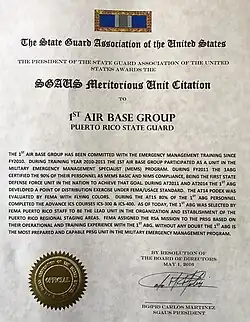 The State Guard Association of the United States
THE PRESIDENT OF THE STATE GUARD ASSOCIATION OF THE UNITED
STATES AWARDS THE
SGAUS Meritorious Unit Citation
TO
1ST AIR BASE GROUP
PUERTO RICO STATE GUARD
THE 1ST AIR BASE GROUP HAS BEEN COMMITTED WITH THE EMERGENCY MANAGEMENT TRAINING SINCE
FY2010. DURING TRAINING YEAR 2010-2013 THE 1ST AIR BASE GROUP PARTICIPATED AS A UNIT IN THE
MILITARY EMERGENCY MANAGEMENT SPECIALIST (MEMS) PROGRAM. DURING FY2011 THE 1ABG
CERTIFIED THE 90% OF THEIR PERSONNEL AS MEMS BASIC AND NIMS COMPLIANCE, BEING THE FIRST STATE
DEFENSE FORCE UNIT IN THE NATION TO ACHIEVE THAT GOAL. DURING AT2011 AND AT2014 THE 1ST ABG
DEVELOPED A POINT OF DISTRIBUTION EXERCISE UNDER FEMA/USACE STANDARD. THE AT14 PODEX WAS
EVALUATED BY FEMA WITH FLYING COLORS. DURING THE AT15 80% OF THE 1ST ABG PERSONNEL
COMPLETED THE ADVANCE ICS COURSES ICS-300 & ICS-400. AS OF TODAY, THE 1ST ABG WAS SELECTED BY
FEMA PUERTO RICO STAFF TO BE THE LEAD UNIT IN THE ORGANIZATION AND ESTABLISHMENT OF THE
PUERTO RICO REGIONAL STAGING AREAS. FEMA ASSIGNED THE RSA MISSION TO THE PRSG BASED ON
THEIR OPERATIONAL AND TRAINING EXPERIENCE WITH THE 1ST ABG, WITHOUT ANY DOUBT THE 1ST ABG IS
THE MOST PREPARED AND CAPABLE PRSG UNIT IN THE MILITARY EMERGENCY MANAGEMENT PROGRAM.
BY RESOLUTION OF
THE BOARD OF DIRECTORS
MAY 1, 2016
OFFICIAL
BG(PR) CARLOS MARTINEZ
SGAUS PRESIDENT